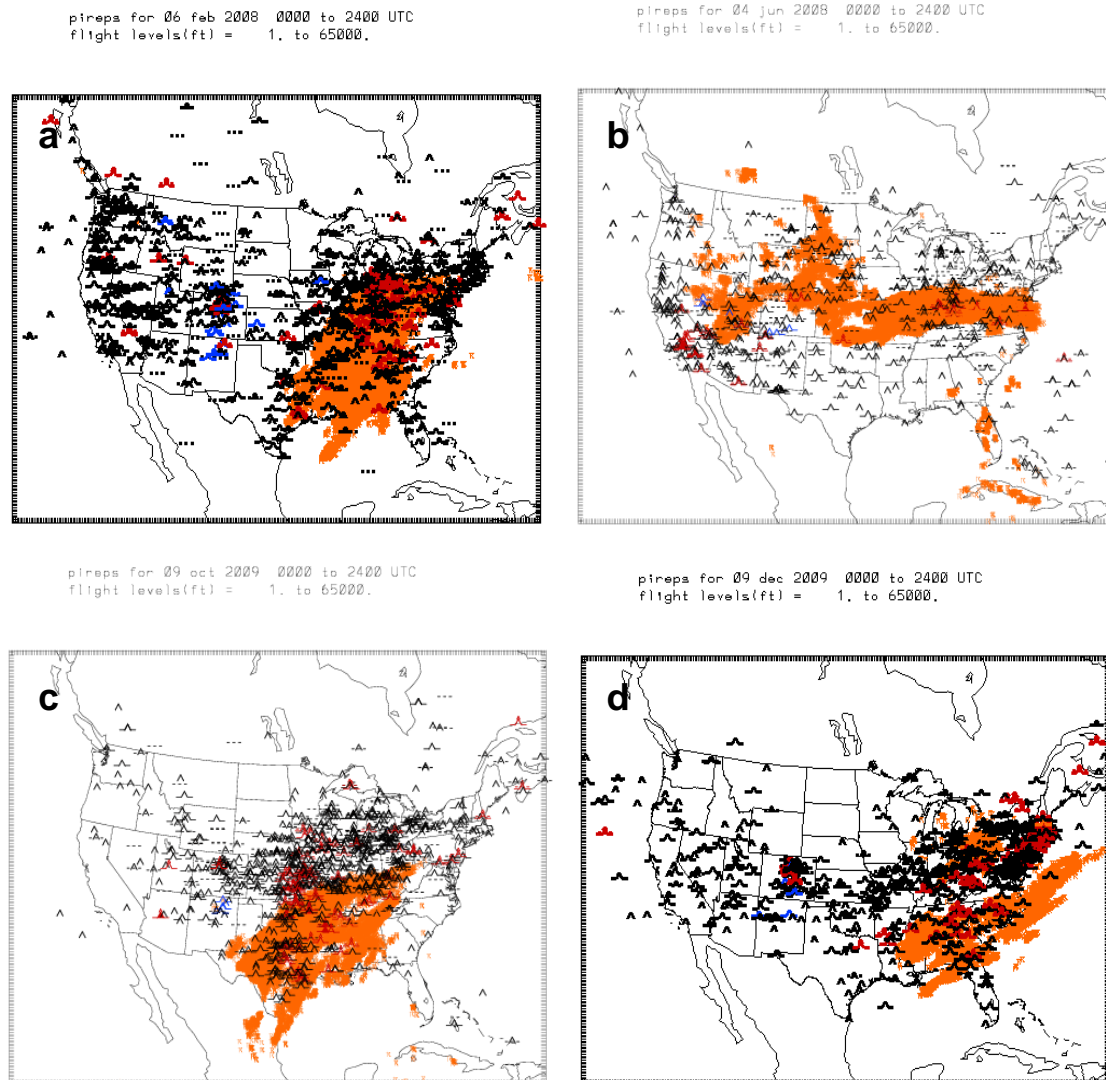 pireps for 06 feb 2008 0000 to 2400 UTC
flight levels(ft) = 1. to 65000.
pireps for 04 jun 2008 0000 to 2400 UTC
flight levels(ft) = 1. to 65000.
a
b
pireps for 09 oct 2009 0000 to 2400 UTC
flight levels(ft) = 1. to 65000.
pireps for 09 dec 2009 0000 to 2400 UTC
flight levels(ft) = 1. to 65000.
c
d